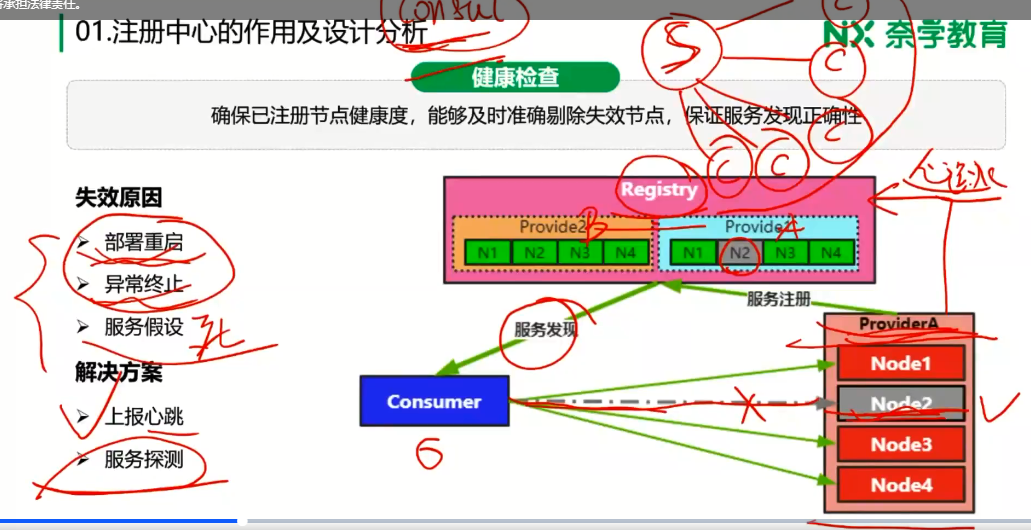 将承担法律责任。
Consul
01.注册中心的作用及设计分析
NX 奈学教育
S
C
C
C
C
C
健康检查
确保已注册节点健康度，能够及时准确剔除失效节点，保证服务发现正确性
失效原因
部署重启
异常终止
服务假设 死
解决方案
上报心跳
服务探测
Registry
Provide2 B
N1 N2 N3 N4
Provide1 A
N1 N2 N3 N4
服务注册
服务发现
ProviderA
Node1
Node2
Node3
Node4
Consumer